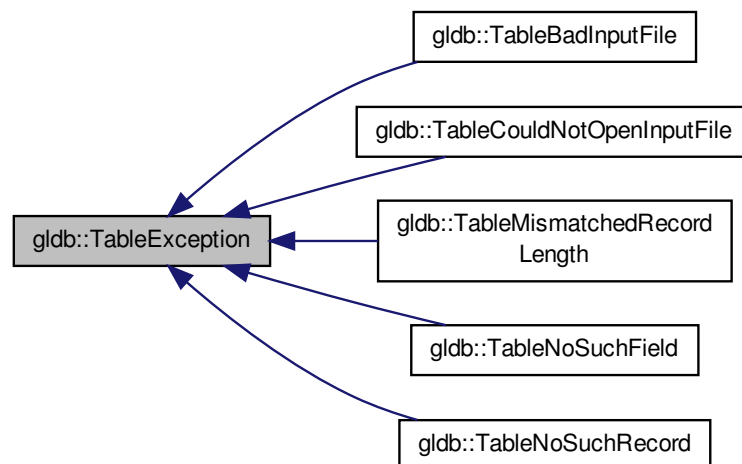 gldb::TableBadInputFile
gldb::TableCouldNotOpenInputFile
gldb::TableException
gldb::TableMismatchedRecord
Length
gldb::TableNoSuchField
gldb::TableNoSuchRecord